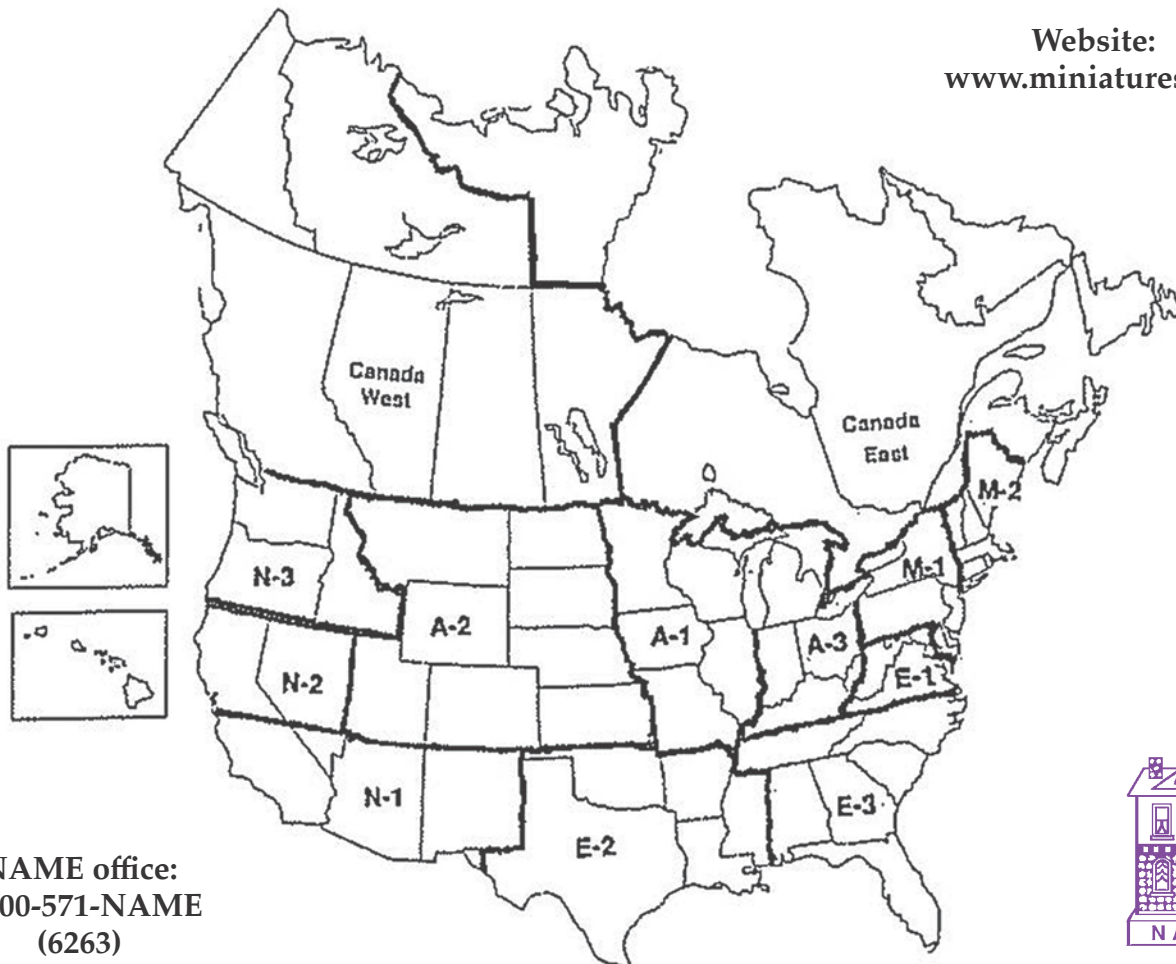 Website:
www.miniatures
Canada
West
Canada
East
M-2
N-3
M-1
A-2
A-1
A-3
N-2
E-1
N-1
E-3
E-2
NAME office:
00-571-NAME
(6263)
N A